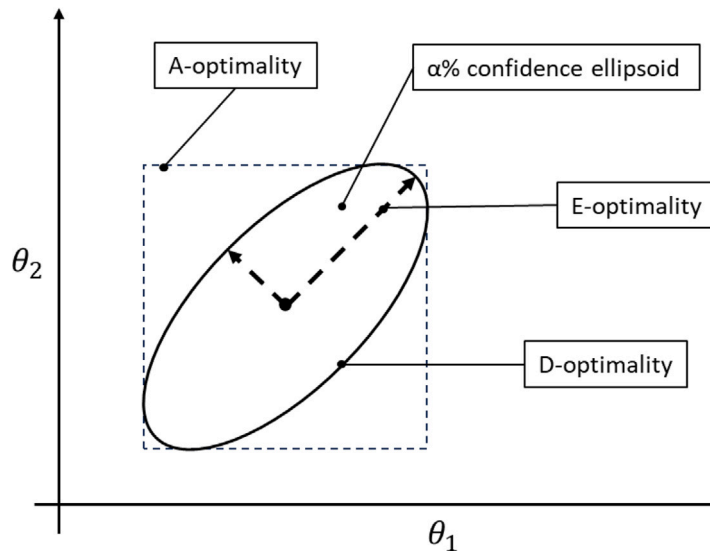 A-optimality
α% confidence ellipsoid
E-optimality
θ₂
D-optimality
θ₁